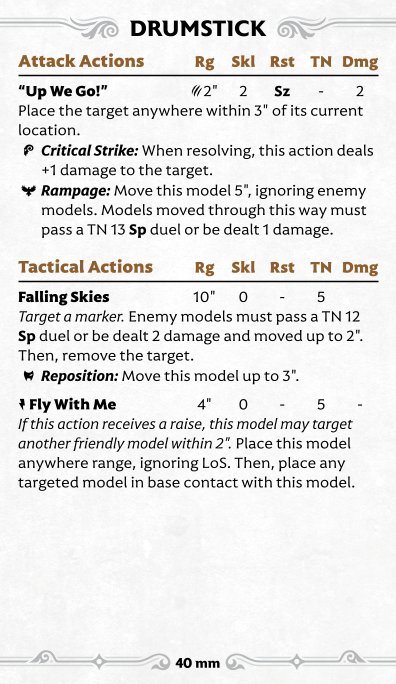 DRUMSTICK
Attack Actions Rg Skl Rst TN Dmg
“Up We Go!” 2" 2 Sz - 2
Place the target anywhere within 3" of its current
location.
Critical Strike: When resolving, this action deals
+1 damage to the target.
Rampage: Move this model 5", ignoring enemy
models. Models moved through this way must
pass a TN 13 Sp duel or be dealt 1 damage.
Tactical Actions Rg Skl Rst TN Dmg
Falling Skies 10" 0 - 5
Target a marker. Enemy models must pass a TN 12
Sp duel or be dealt 2 damage and moved up to 2".
Then, remove the target.
Reposition: Move this model up to 3".
Fly With Me 4" 0 - 5 -
If this action receives a raise, this model may target
another friendly model within 2". Place this model
anywhere range, ignoring LoS. Then, place any
targeted model in base contact with this model.
40 mm